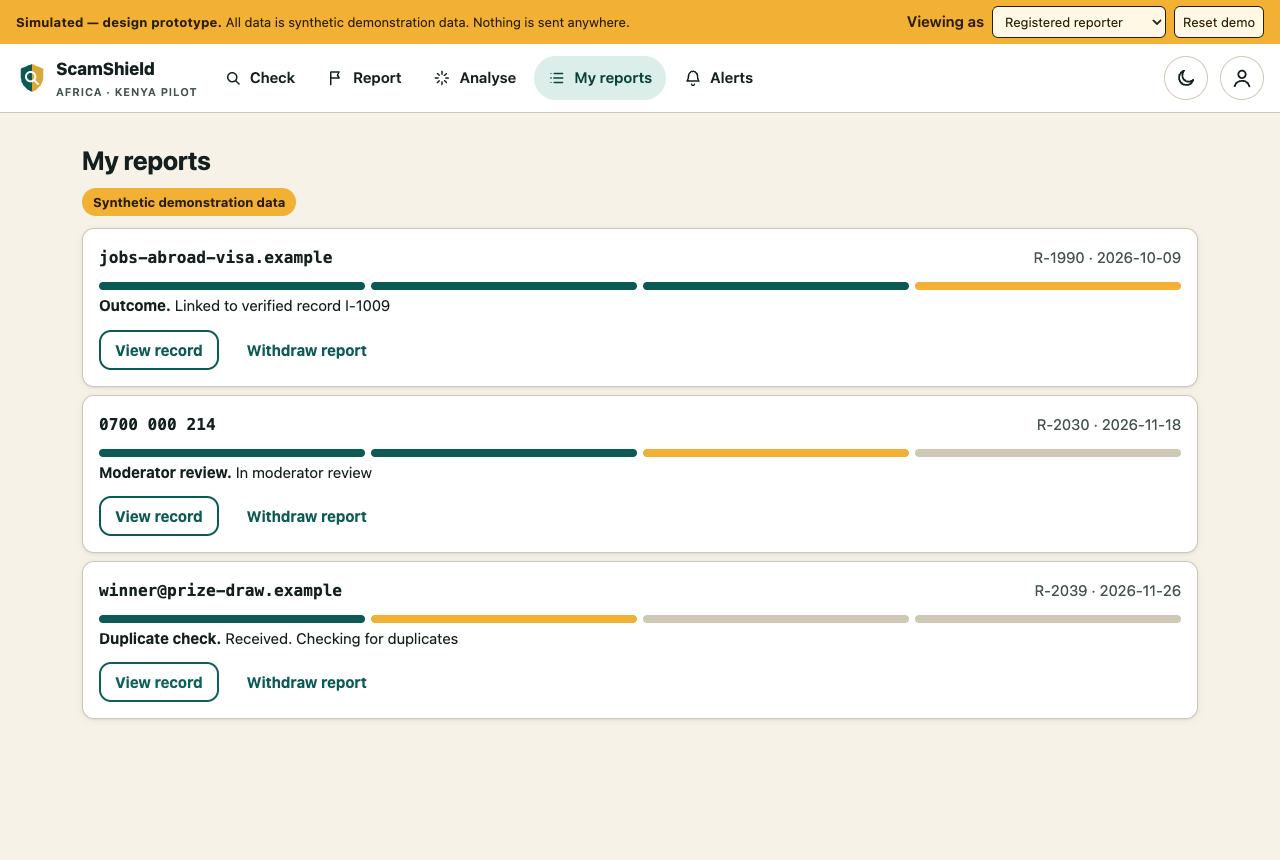 Simulated — design prototype. All data is synthetic demonstration data. Nothing is sent anywhere.
Viewing as
Registered reporter
Reset demo
ScamShield
AFRICA · KENYA PILOT
Check
Report
Analyse
My reports
Alerts
My reports
Synthetic demonstration data
jobs-abroad-visa.example
R-1990 · 2026-10-09
Outcome. Linked to verified record I-1009
View record
Withdraw report
0700 000 214
R-2030 · 2026-11-18
Moderator review. In moderator review
View record
Withdraw report
winner@prize-draw.example
R-2039 · 2026-11-26
Duplicate check. Received. Checking for duplicates
View record
Withdraw report